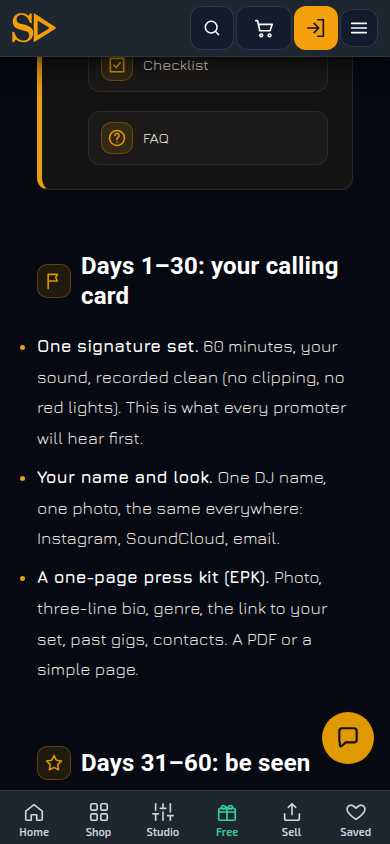 S
Checklist
FAQ
Days 1–30: your calling
card
One signature set. 60 minutes, your
sound, recorded clean (no clipping, no
red lights). This is what every promoter
will hear first.
Your name and look. One DJ name,
one photo, the same everywhere:
Instagram, SoundCloud, email.
A one-page press kit (EPK). Photo,
three-line bio, genre, the link to your
set, past gigs, contacts. A PDF or a
simple page.
Days 31–60: be seen
Home
Shop
Studio
Free
Sell
Saved